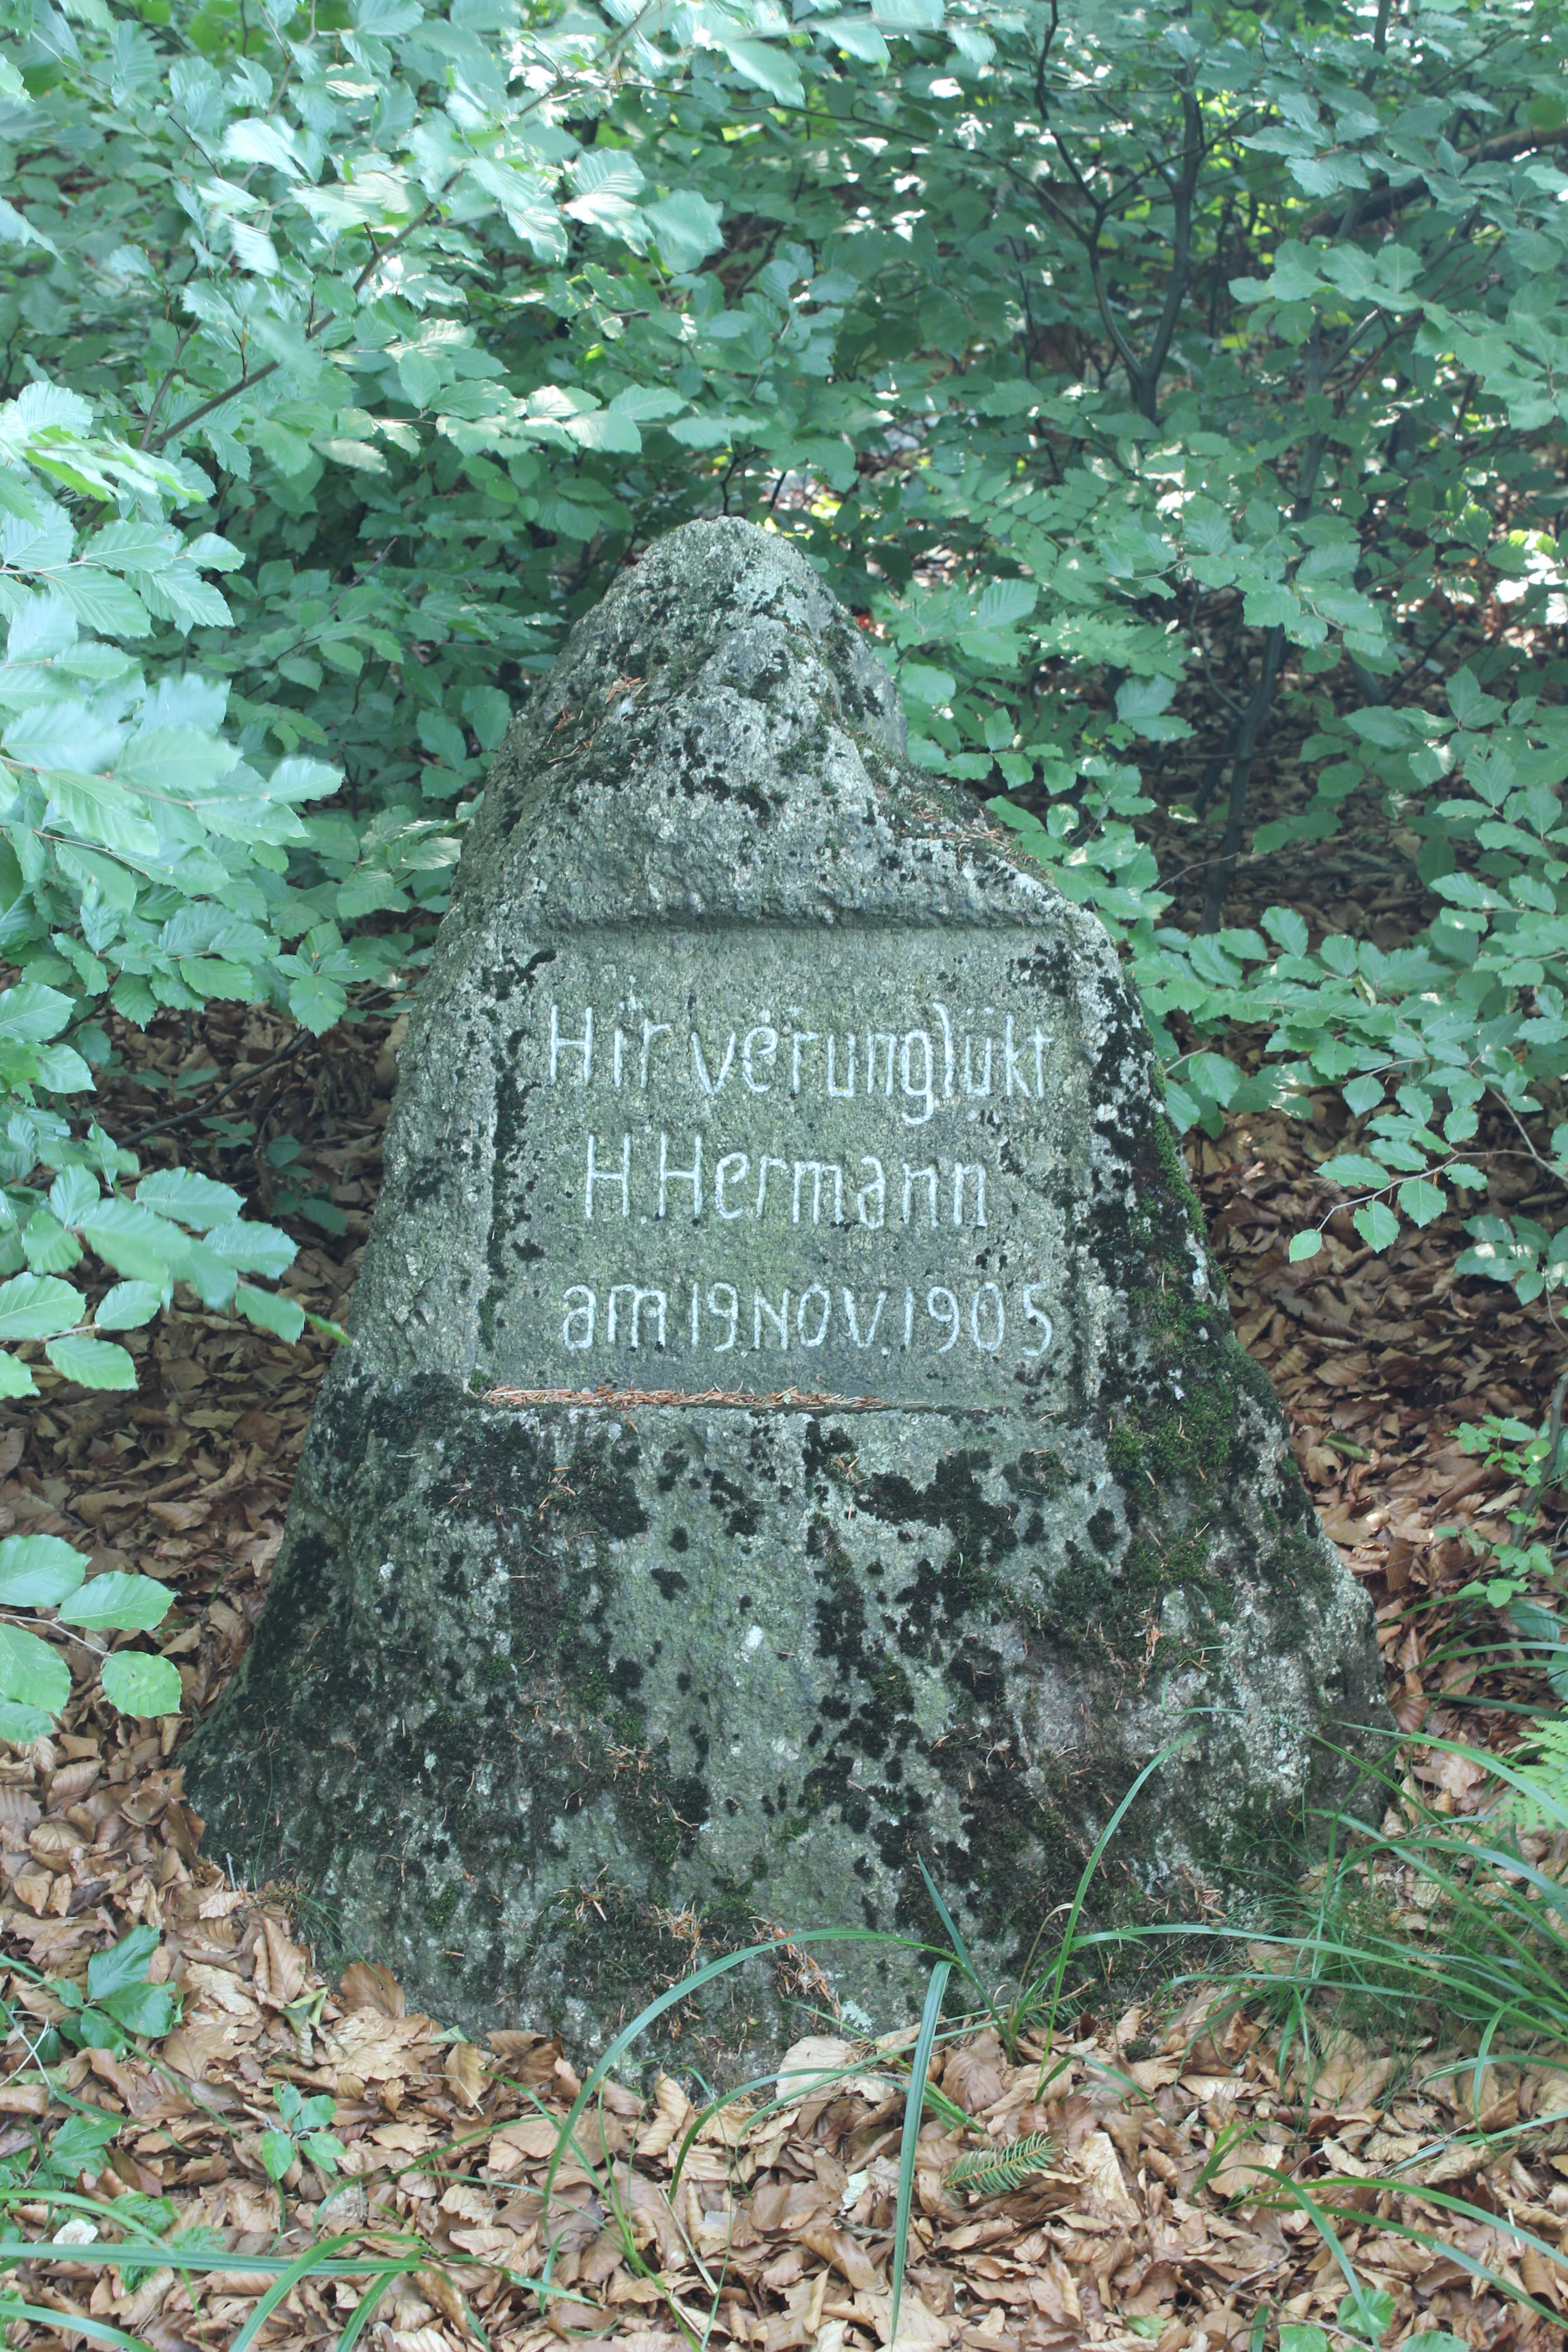 Hir verunglükt
H Hermann
am 19.NOV.1905